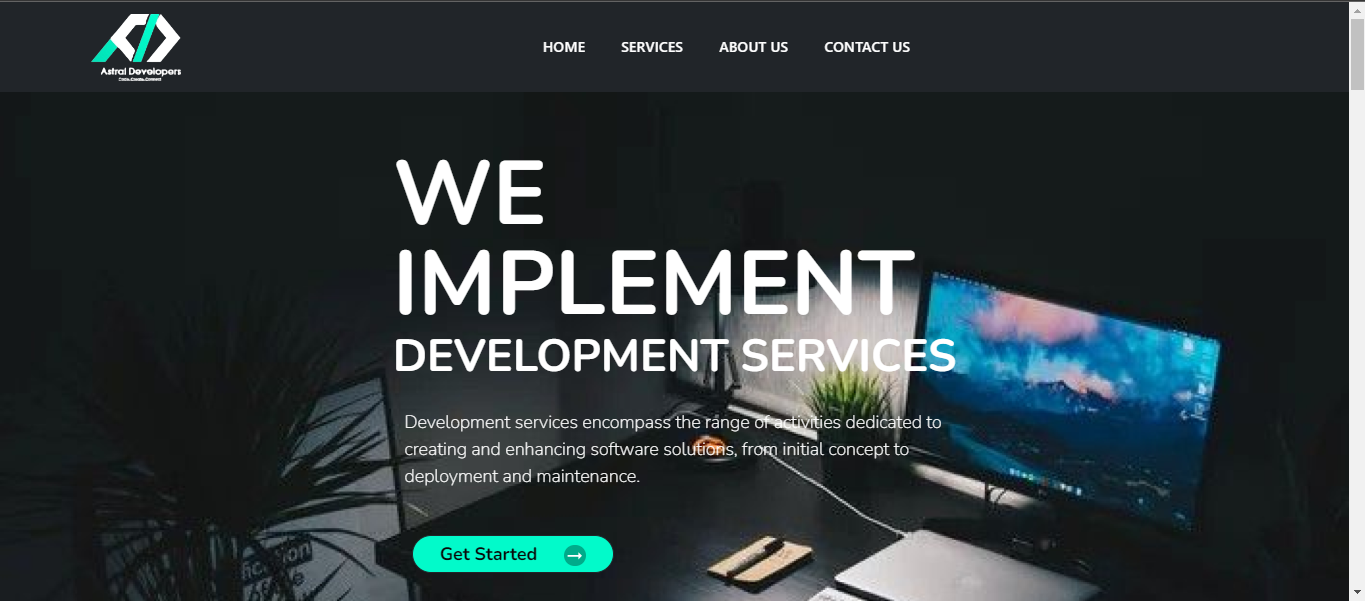 HOME SERVICES ABOUT US CONTACT US
Astral Developers
WE
IMPLEMENT
DEVELOPMENT SERVICES
Development services encompass the range of activities dedicated to
creating and enhancing software solutions, from initial concept to
deployment and maintenance.
Get Started